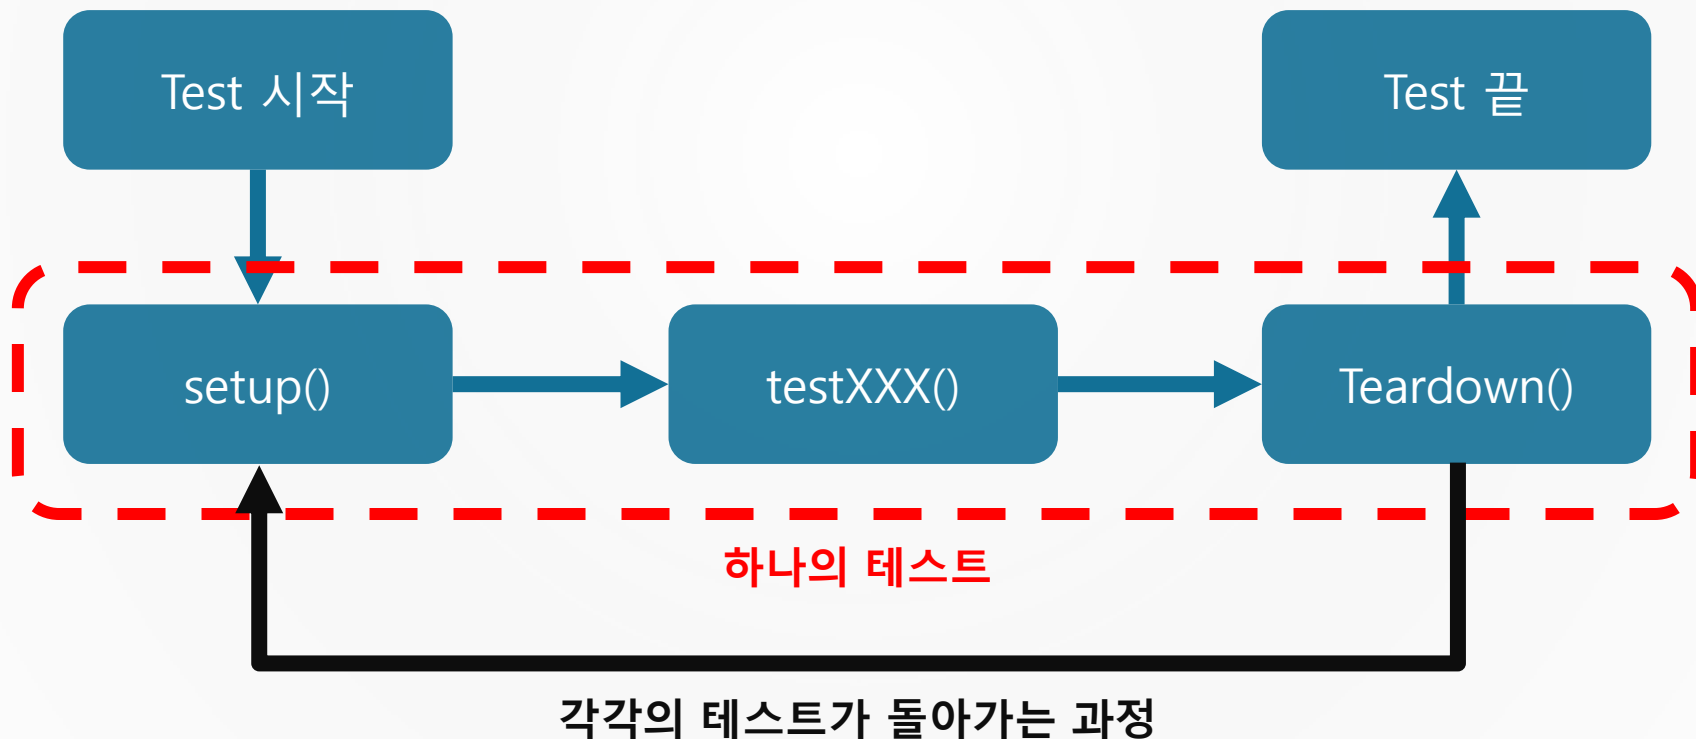 Test 시작
Test 끝
setup()
testXXX()
Teardown()
하나의 테스트
각각의 테스트가 돌아가는 과정